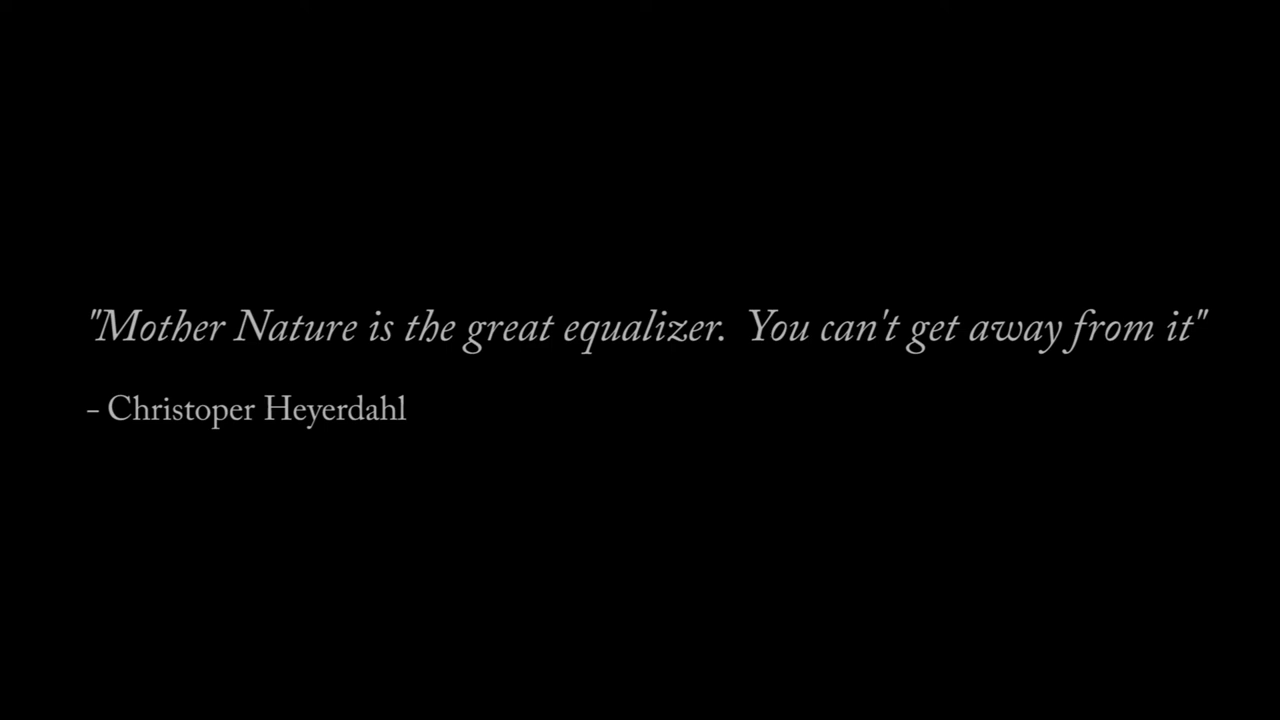 "Mother Nature is the great equalizer.  You can't get away from it"
– Christoper Heyerdahl